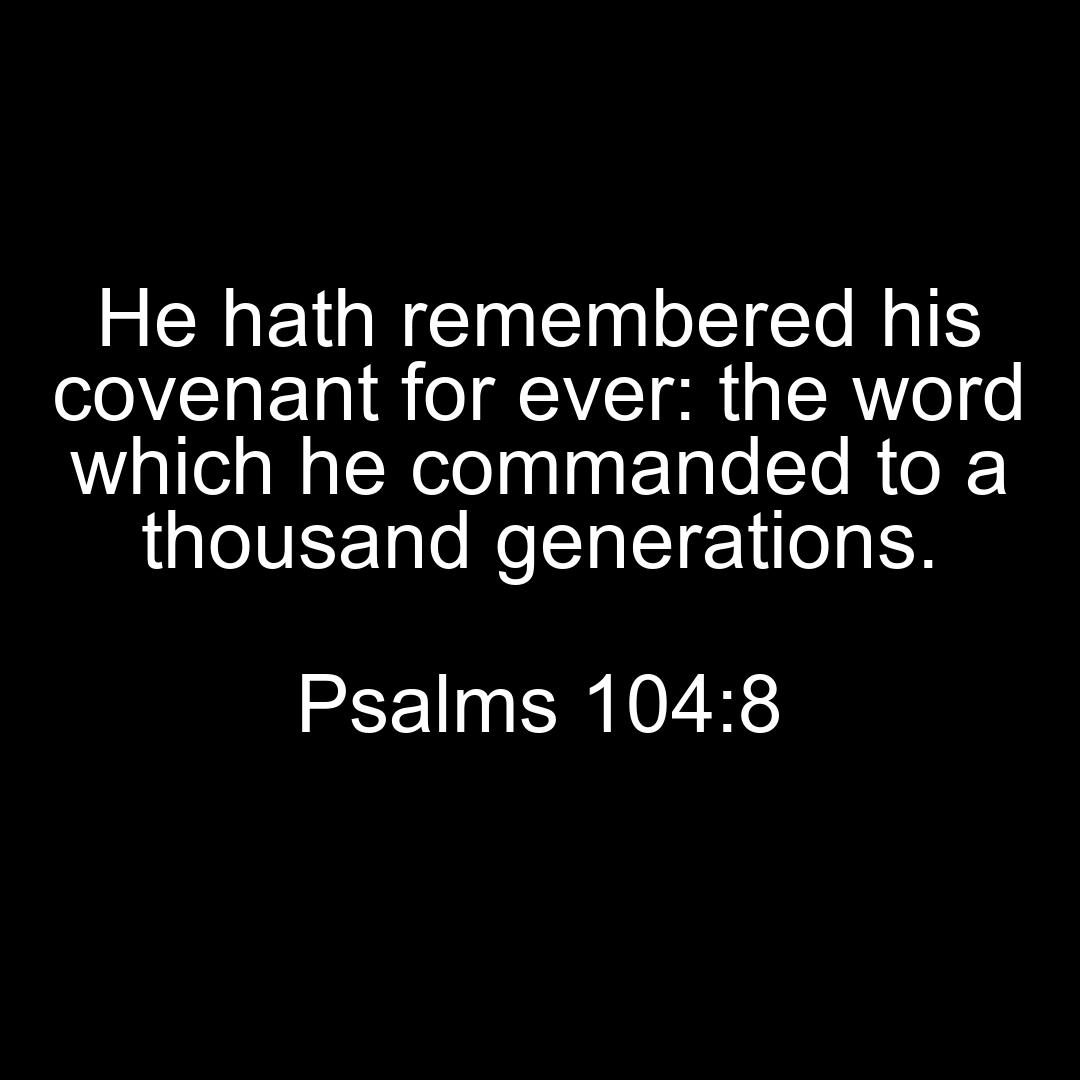 He hath remembered his
covenant for ever: the word
which he commanded to a
thousand generations.
Psalms 104:8